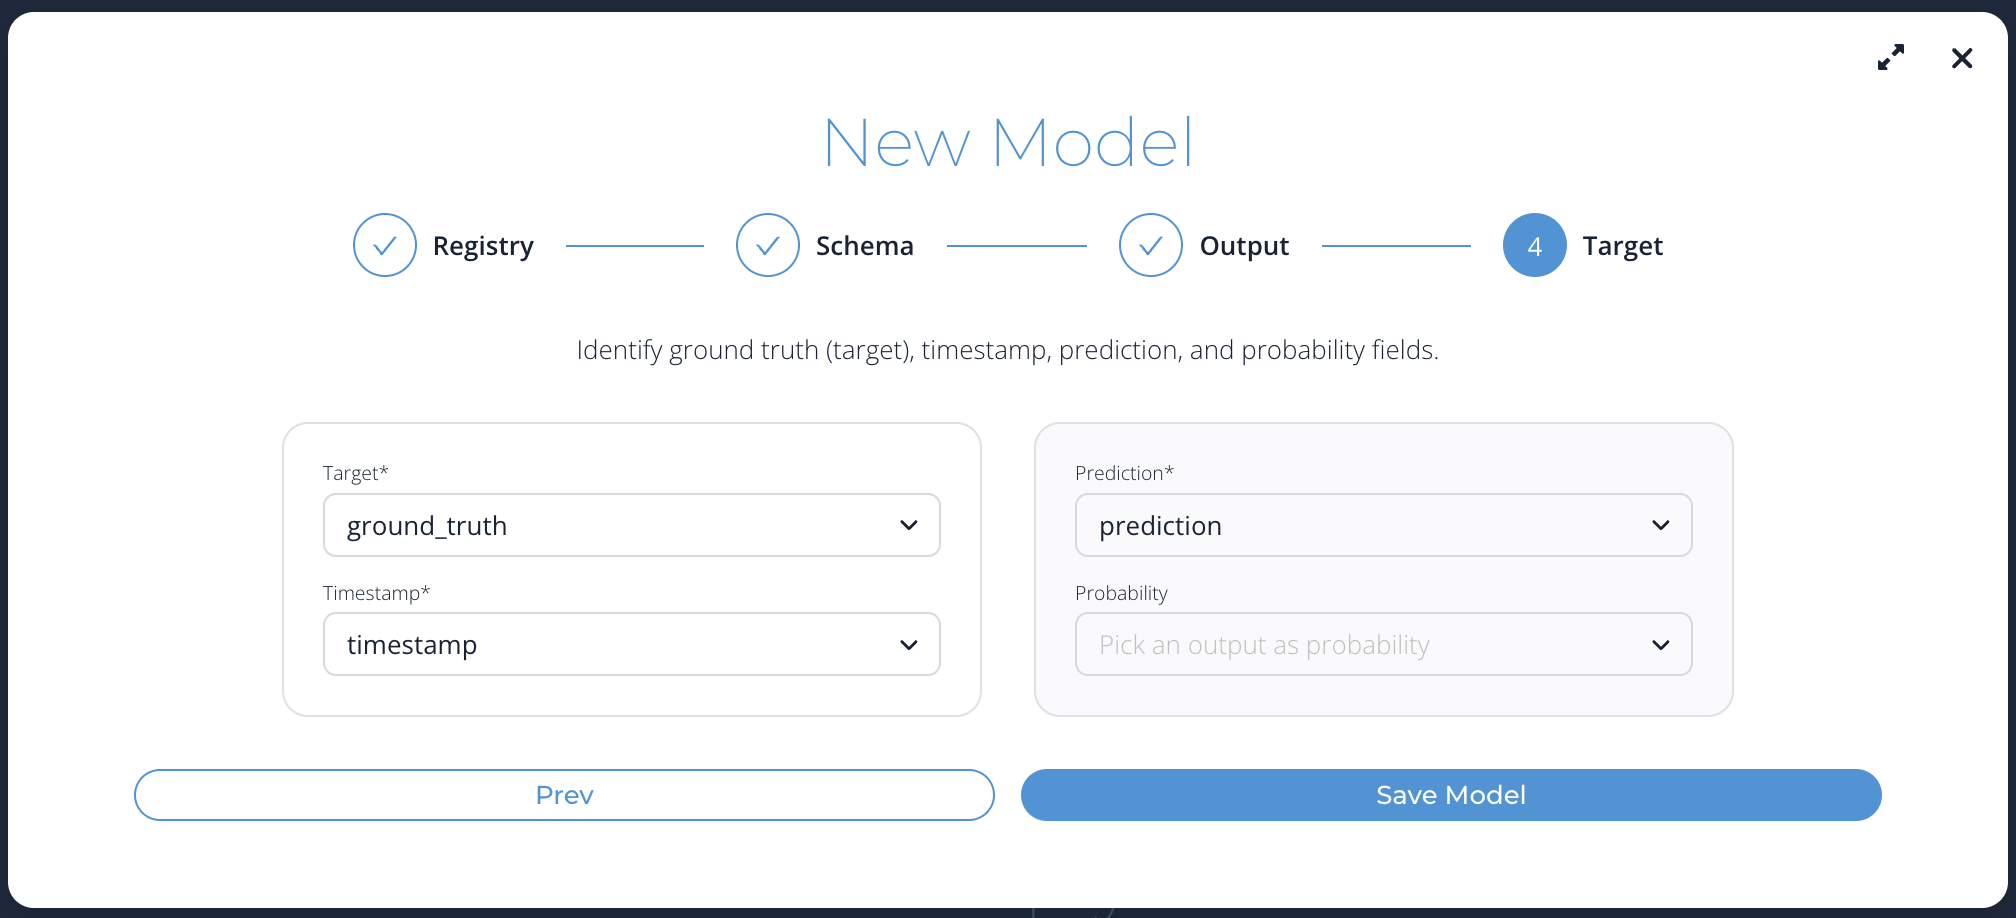 New Model
Registry
Schema
Output
4 Target
Identify ground truth (target), timestamp, prediction, and probability fields.
Target*
ground_truth
Timestamp*
timestamp
Prediction*
prediction
Probability
Pick an output as probability
Prev
Save Model